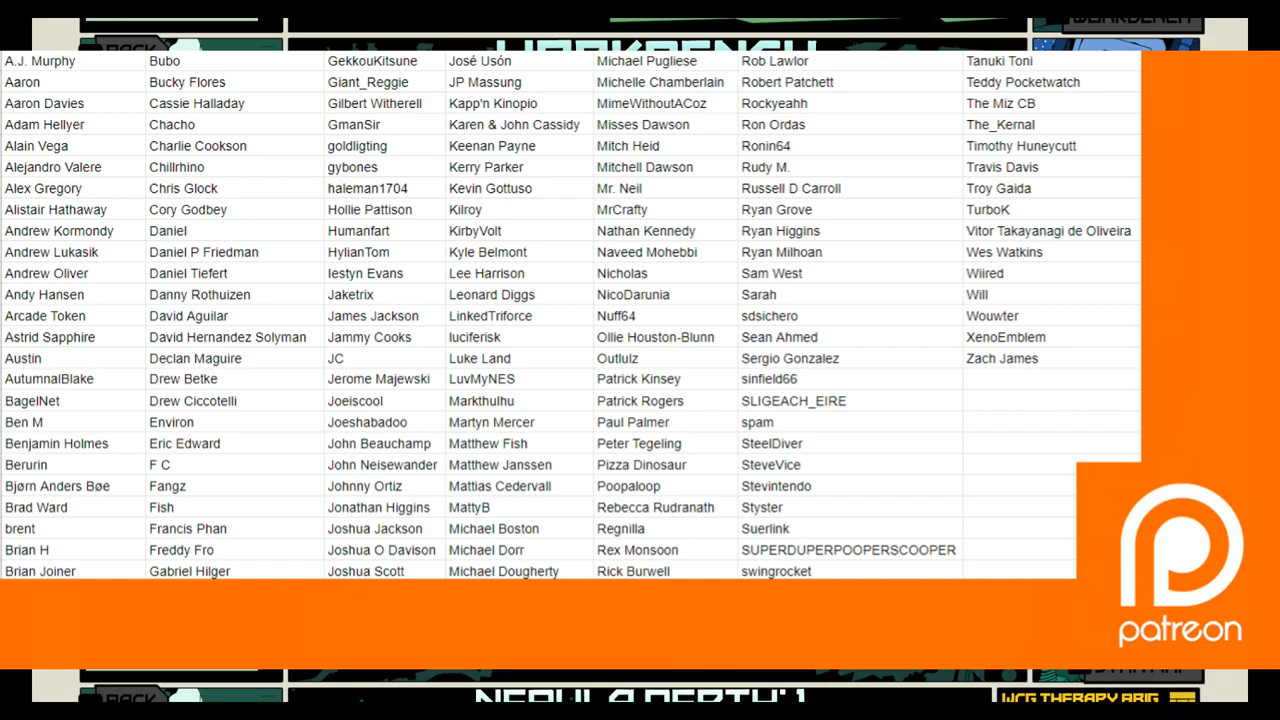 WORKBENCH
BACK
A.J. Murphy Bubo GekkouKitsune José Usón Michael Pugliese Rob Lawlor Tanuki Toni
Aaron Bucky Flores Giant_Reggie JP Massung Michelle Chamberlain Robert Patchett Teddy Pocketwatch
Aaron Davies Cassie Halladay Gilbert Witherell Kapp'n Kinopio MimeWithoutACoz Rockyeahh The Miz CB
Adam Hellyer Chacho GmanSir Karen & John Cassidy Misses Dawson Ron Ordas The_Kernal
Alain Vega Charlie Cookson goldligting Keenan Payne Mitch Heid Ronin64 Timothy Huneycutt
Alejandro Valere Chillrhino gybones Kerry Parker Mitchell Dawson Rudy M. Travis Davis
Alex Gregory Chris Glock haleman1704 Kevin Gottuso Mr. Neil Russell D Carroll Troy Gaida
Alistair Hathaway Cory Godbey Hollie Pattison Kilroy MrCrafty Ryan Grove TurboK
Andrew Kormondy Daniel Humanfart KirbyVolt Nathan Kennedy Ryan Higgins Vitor Takayanagi de Oliveira
Andrew Lukasik Daniel P Friedman HylianTom Kyle Belmont Naveed Mohebbi Ryan Milhoan Wes Watkins
Andrew Oliver Daniel Tiefert Iestyn Evans Lee Harrison Nicholas Sam West Wiired
Andy Hansen Danny Rothuizen Jaketrix Leonard Diggs NicoDarunia Sarah Will
Arcade Token David Aguilar James Jackson LinkedTriforce Nuff64 sdsichero Wouwter
Astrid Sapphire David Hernandez Solyman Jammy Cooks luciferisk Ollie Houston-Blunn Sean Ahmed XenoEmblem
Austin Declan Maguire JC Luke Land Outlulz Sergio Gonzalez Zach James
AutumnalBlake Drew Betke Jerome Majewski LuvMyNES Patrick Kinsey sinfield66
BagelNet Drew Ciccotelli Joeiscool Markthulhu Patrick Rogers SLIGEACH_EIRE
Ben M Environ Joeshabadoo Martyn Mercer Paul Palmer spam
Benjamin Holmes Eric Edward John Beauchamp Matthew Fish Peter Tegeling SteelDiver
Berurin F C John Neisewander Matthew Janssen Pizza Dinosaur SteveVice
Bjørn Anders Bøe Fangz Johnny Ortiz Mattias Cedervall Poopaloop Stevintendo
Brad Ward Fish Jonathan Higgins MattyB Rebecca Rudranath Styster
brent Francis Phan Joshua Jackson Michael Boston Regnilla Suerlink
Brian H Freddy Fro Joshua O Davison Michael Dorr Rex Monsoon SUPERDUPERPOOPERSCOOPER
Brian Joiner Gabriel Hilger Joshua Scott Michael Dougherty Rick Burwell swingrocket
patreon
BACK